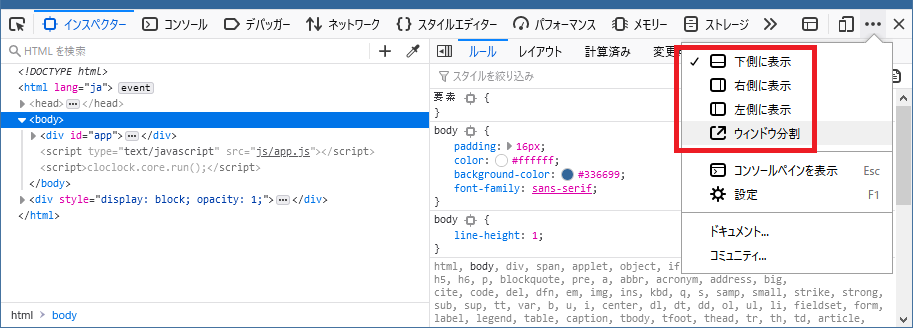 インスペクター コンソール デバッガー ネットワーク スタイルエディター パフォーマンス メモリー ストレージ
HTML を検索
<!DOCTYPE html>
<html lang="ja"> event
<head> </head>
<body>
<div id="app"> </div>
<script type="text/javascript" src="js/app.js"></script>
<script>cloclock.core.run();</script>
</body>
<div style="display: block; opacity: 1;"> </div>
</html>
html > body
ルール レイアウト 計算済み 変更
スタイルを絞り込み
要素 {
}
body {
padding: 16px;
color: #ffffff;
background-color: #336699;
font-family: sans-serif;
}
body {
line-height: 1;
}
html, body, div, span, applet, object, if
h5, h6, p, blockquote, pre, a, abbr, acronym, address, big,
cite, code, del, dfn, em, img, ins, kbd, q, s, samp, small, strike, strong,
sub, sup, tt, var, b, u, i, center, dl, dt, dd, ol, ul, li, fieldset, form,
label, legend, table, caption, tbody, tfoot, thead, tr, th, td, article,
下側に表示
右側に表示
左側に表示
ウィンドウ分割
コンソールペインを表示 Esc
設定 F1
ドキュメント...
コミュニティ...